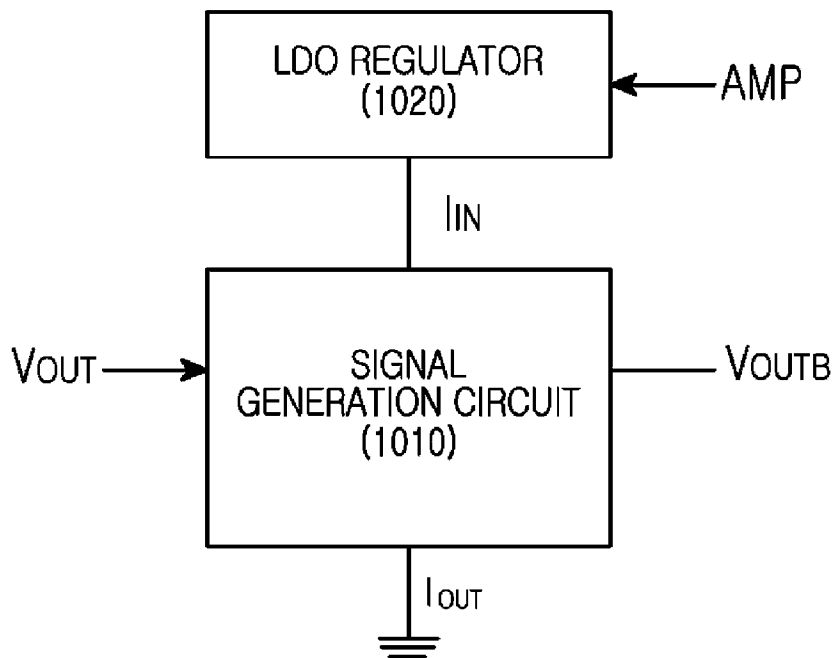 LDO REGULATOR
(1020)
AMP
IIN
VOUT
SIGNAL
GENERATION CIRCUIT
(1010)
VOUTB
IOUT